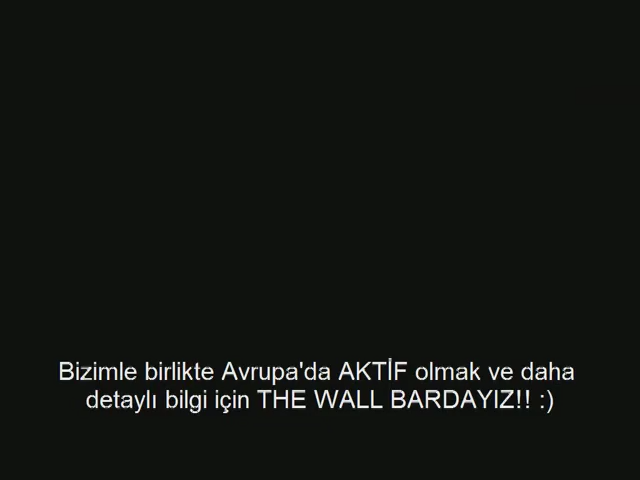 Bizimle birlikte Avrupa'da AKTİF olmak ve daha
detaylı bilgi için THE WALL BARDAYIZ!! :)